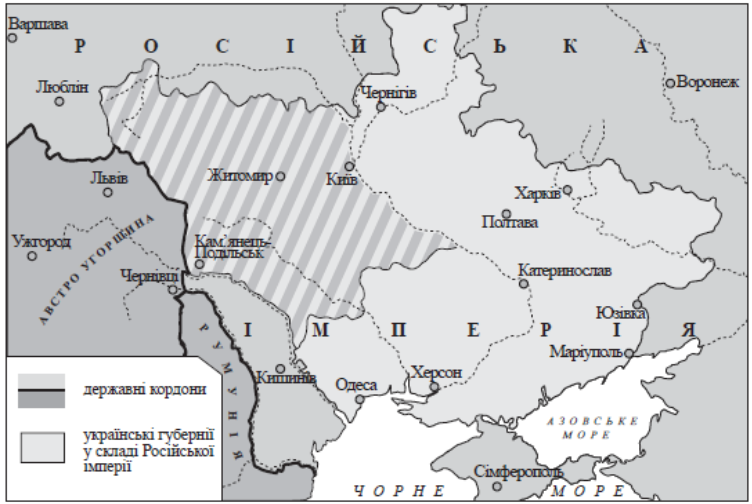 Варшава
Р О С І Й С Ь К А
Люблін
Чернігів
Воронеж
Львів
Житомир
Київ
Харків
Полтава
Ужгород
Кам'янець-
Подільськ
Чернівці
АВСТРО УГОРЩИНА
Катеринослав
Юзівка
І М П Е Р І Я
РУМУНІЯ
Маріуполь
Кишинів
Одеса
Херсон
державні кордони
АЗОВСЬКЕ
МОРЕ
українські губернії
у складі Російської
імперії
Сімферополь
ЧОРНЕ МОРЕ